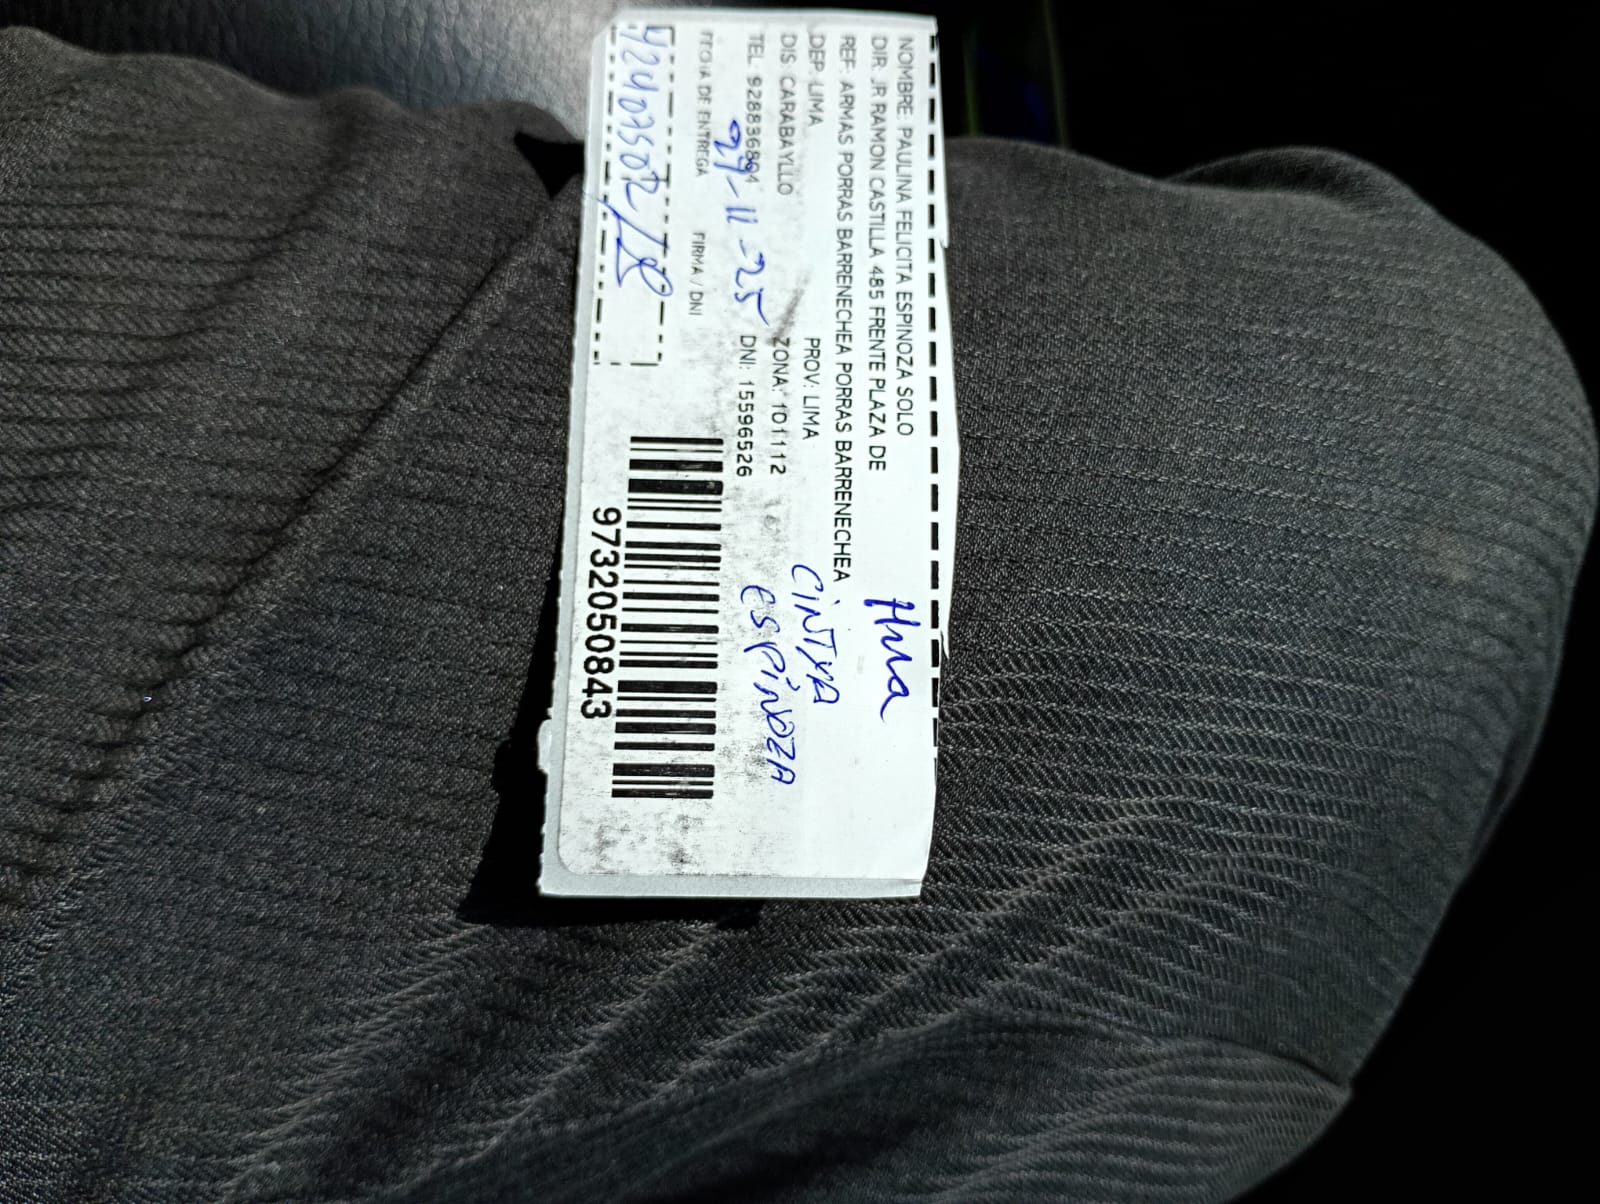 NOMBRE: PAULINA FELICITA ESPINOZA SOLO
DIR: JR RAMON CASTILLA 485 FRENTE PLAZA DE
REF: ARMAS PORRAS BARRENECHEA PORRAS BARRENECHEA
DEP: LIMA PROV: LIMA
DIS: CARABAYLLO ZONA: 101112
TEL: 928836804 DNI: 15596526
29-11-25
FECHA DE ENTREGA FIRMA / DNI
42407502
9732050843
Hna
CINTYA
ESPINOZA